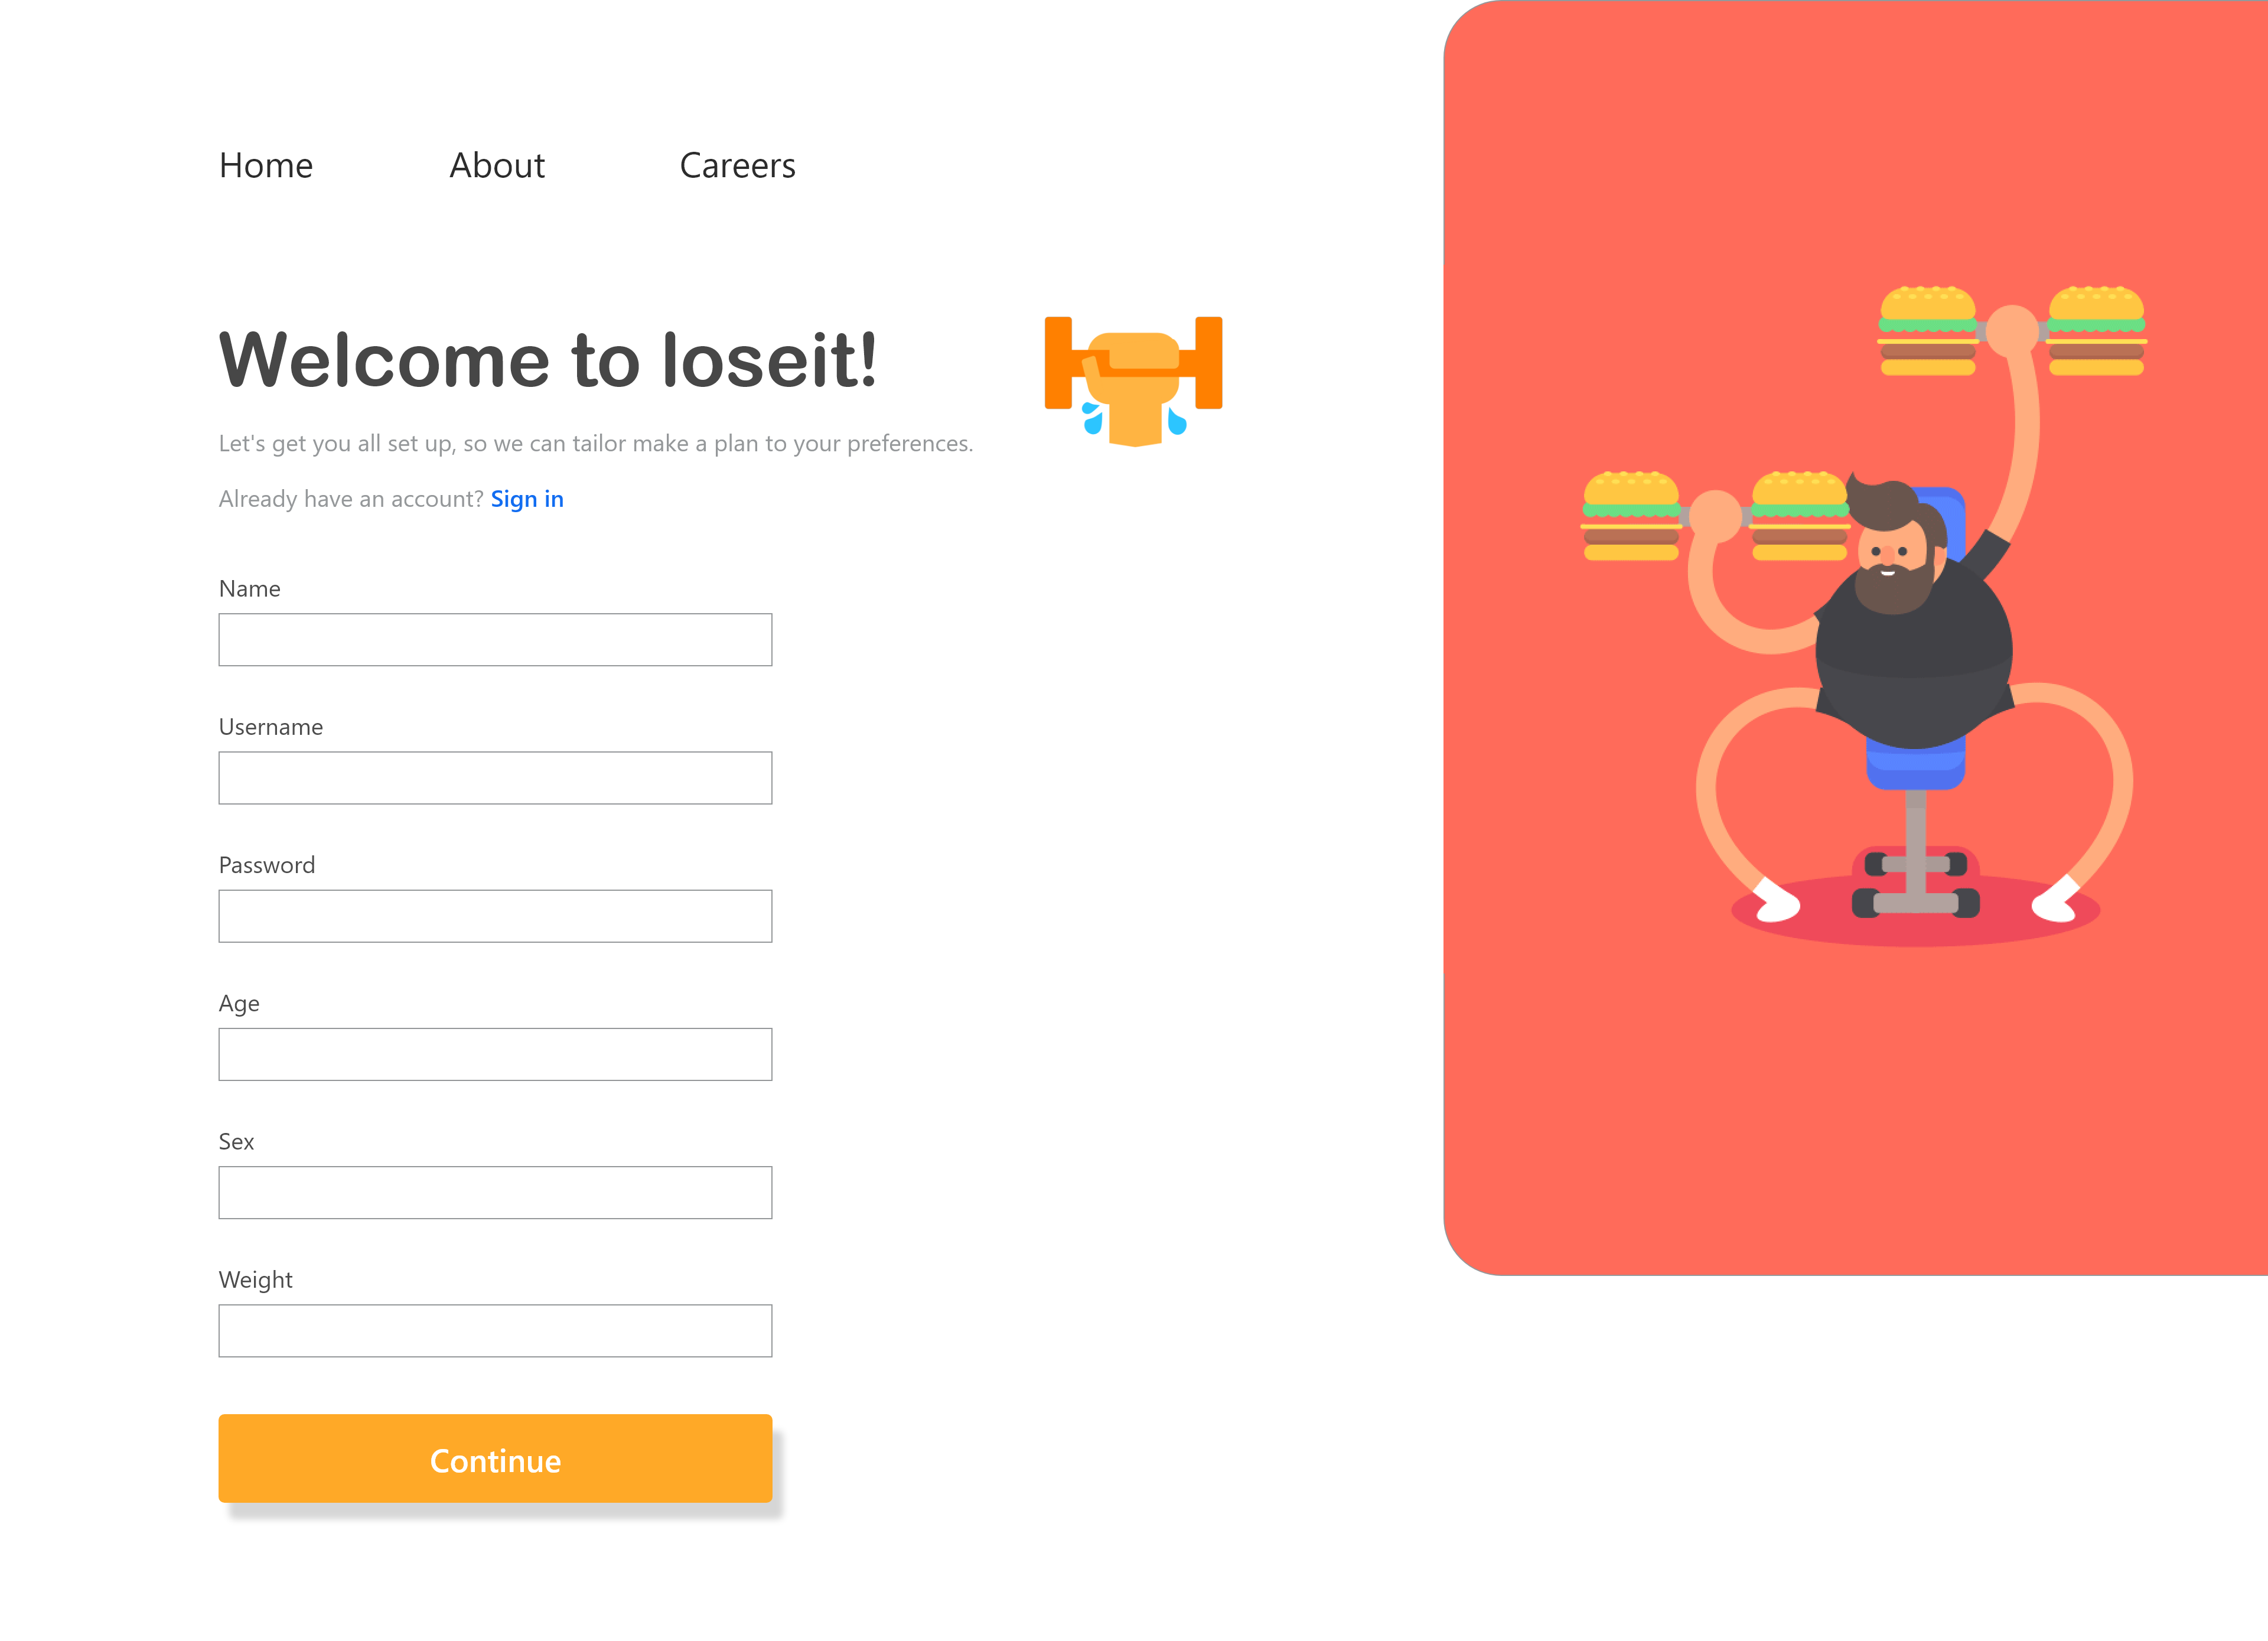 Home About Careers
Welcome to loseit!
Let's get you all set up, so we can tailor make a plan to your preferences.
Already have an account? Sign in
Name
Username
Password
Age
Sex
Weight
Continue